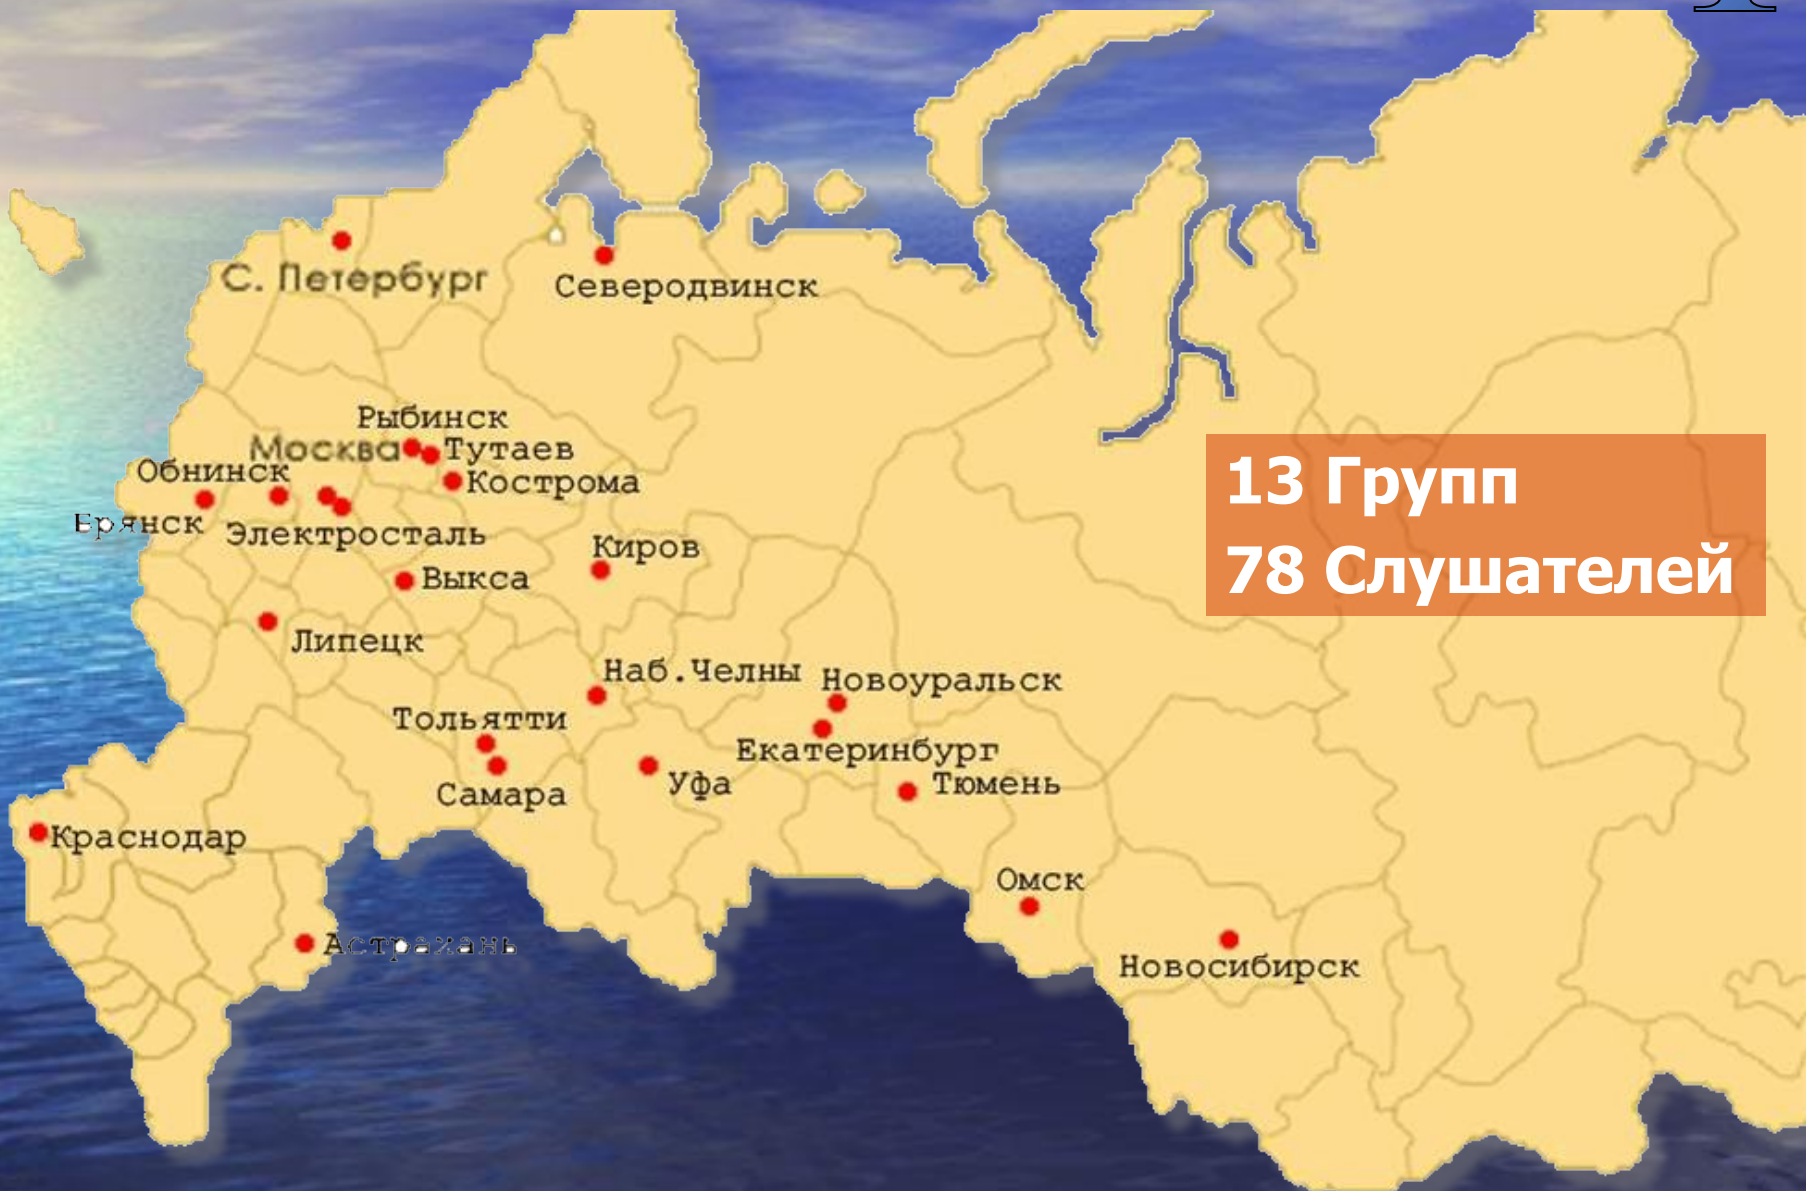 С. Петербург
Северодвинск
Рыбинск
Москва
Тутаев
Обнинск
Кострома
Брянск
Электросталь
Киров
Выкса
Липецк
13 Групп
78 Слушателей
Наб.Челны
Новоуральск
Тольятти
Екатеринбург
Уфа
Тюмень
Самара
Краснодар
Омск
Астрахань
Новосибирск